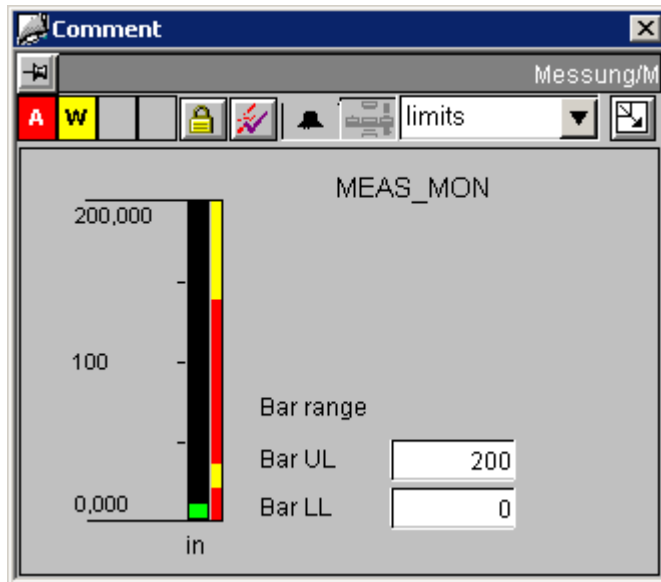 Comment
Messung/M
A W limits
MEAS_MON
200,000
100
Bar range
Bar UL 200
0,000 Bar LL 0
in